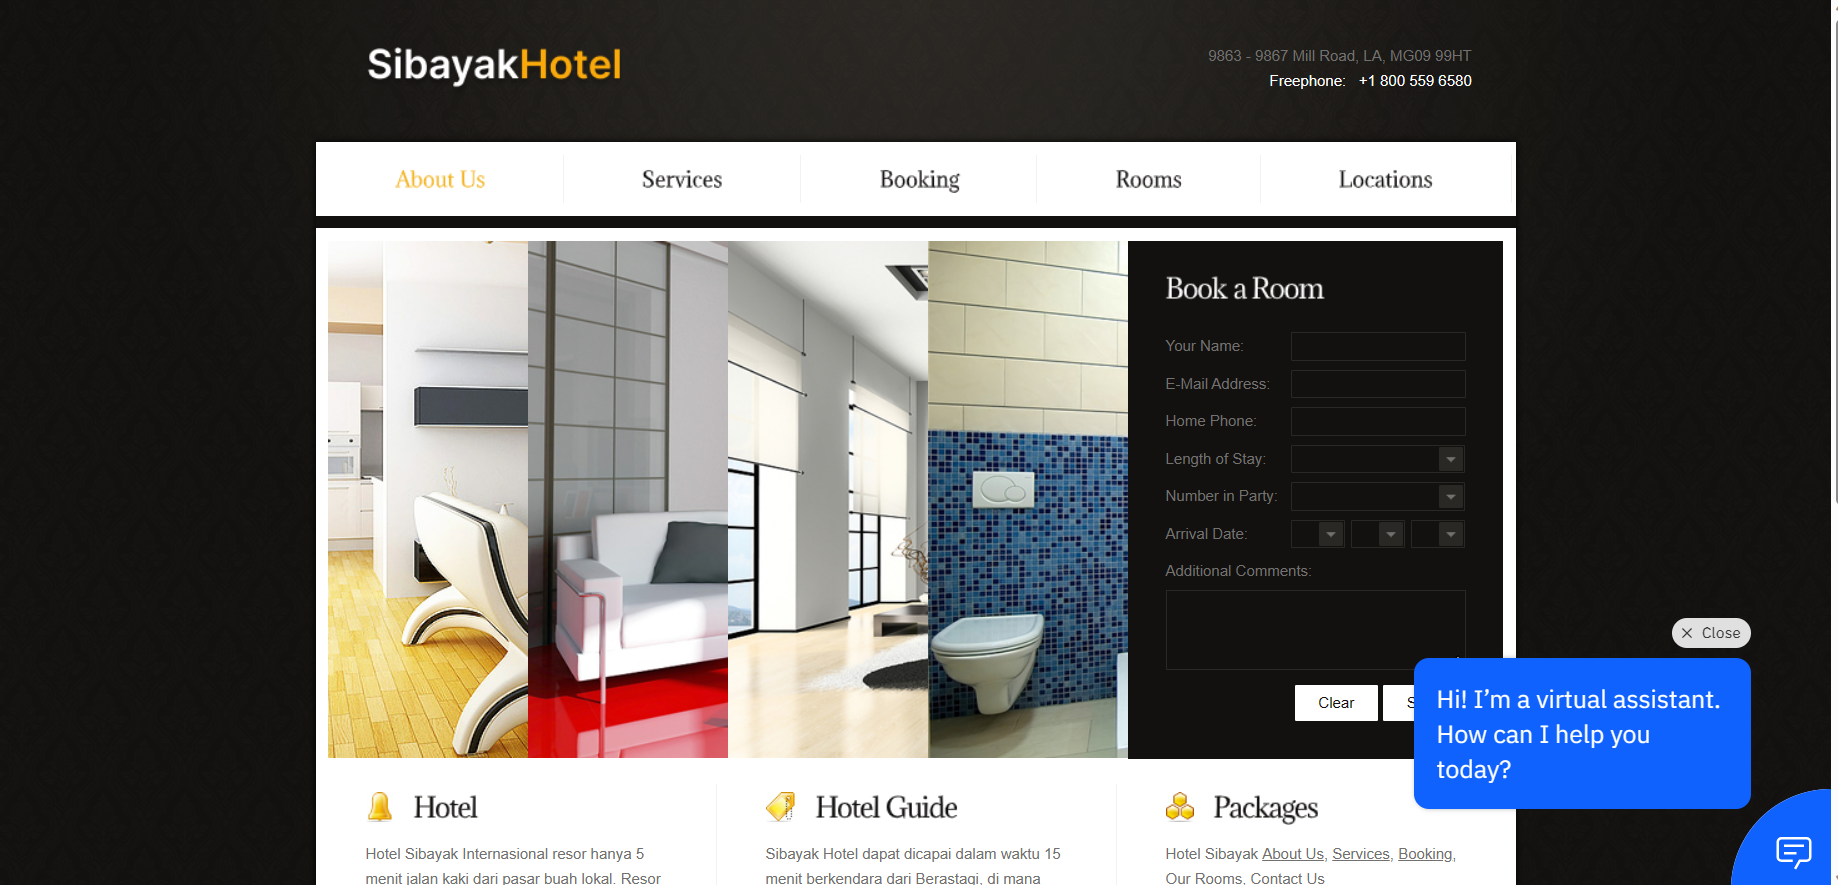 SibayakHotel
9863 - 9867 Mill Road, LA, MG09 99HT
Freephone: +1 800 559 6580
About Us
Services
Booking
Rooms
Locations
Book a Room
Your Name:
E-Mail Address:
Home Phone:
Length of Stay:
Number in Party:
Arrival Date:
Additional Comments:
Clear
Close
Hi! I'm a virtual assistant.
How can I help you
today?
Hotel
Hotel Sibayak Internasional resor hanya 5
menit jalan kaki dari pasar buah lokal. Resor
Hotel Guide
Sibayak Hotel dapat dicapai dalam waktu 15
menit berkendara dari Berastagi, di mana
Packages
Hotel Sibayak About Us, Services, Booking,
Our Rooms, Contact Us